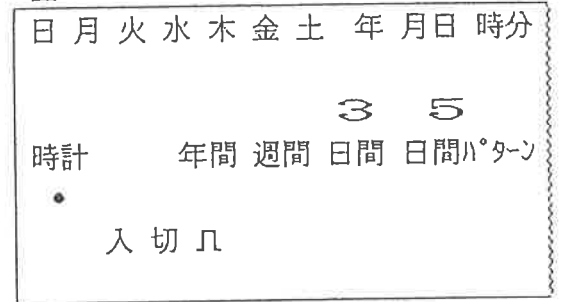 日 月 火 水 木 金 土 年 月日 時分
3 5
時計 年間 週間 日間 日間パターン
入 切